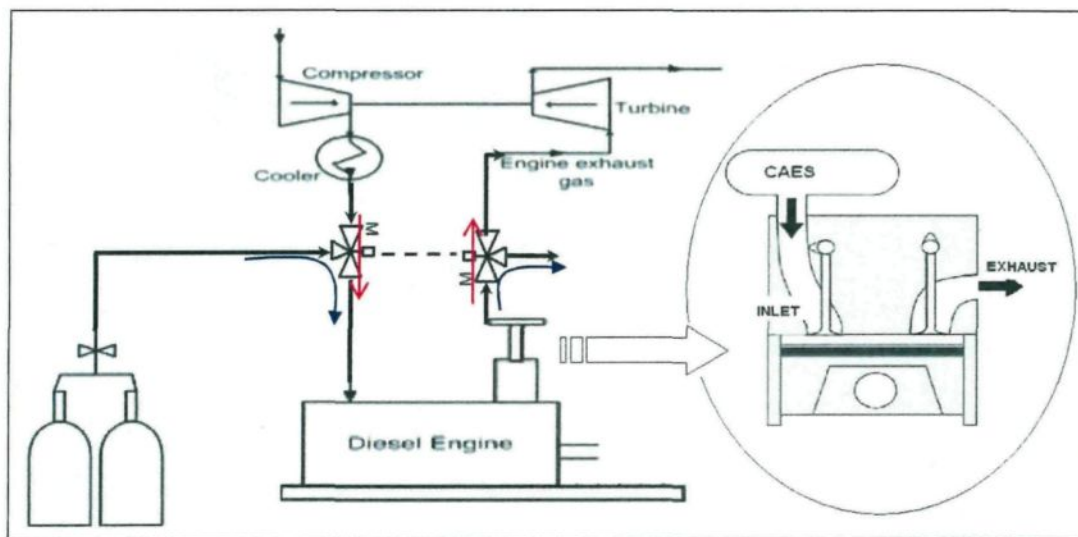 Compressor
Turbine
Cooler
Engine exhaust
gas
M
M
Diesel Engine
CAES
EXHAUST
INLET